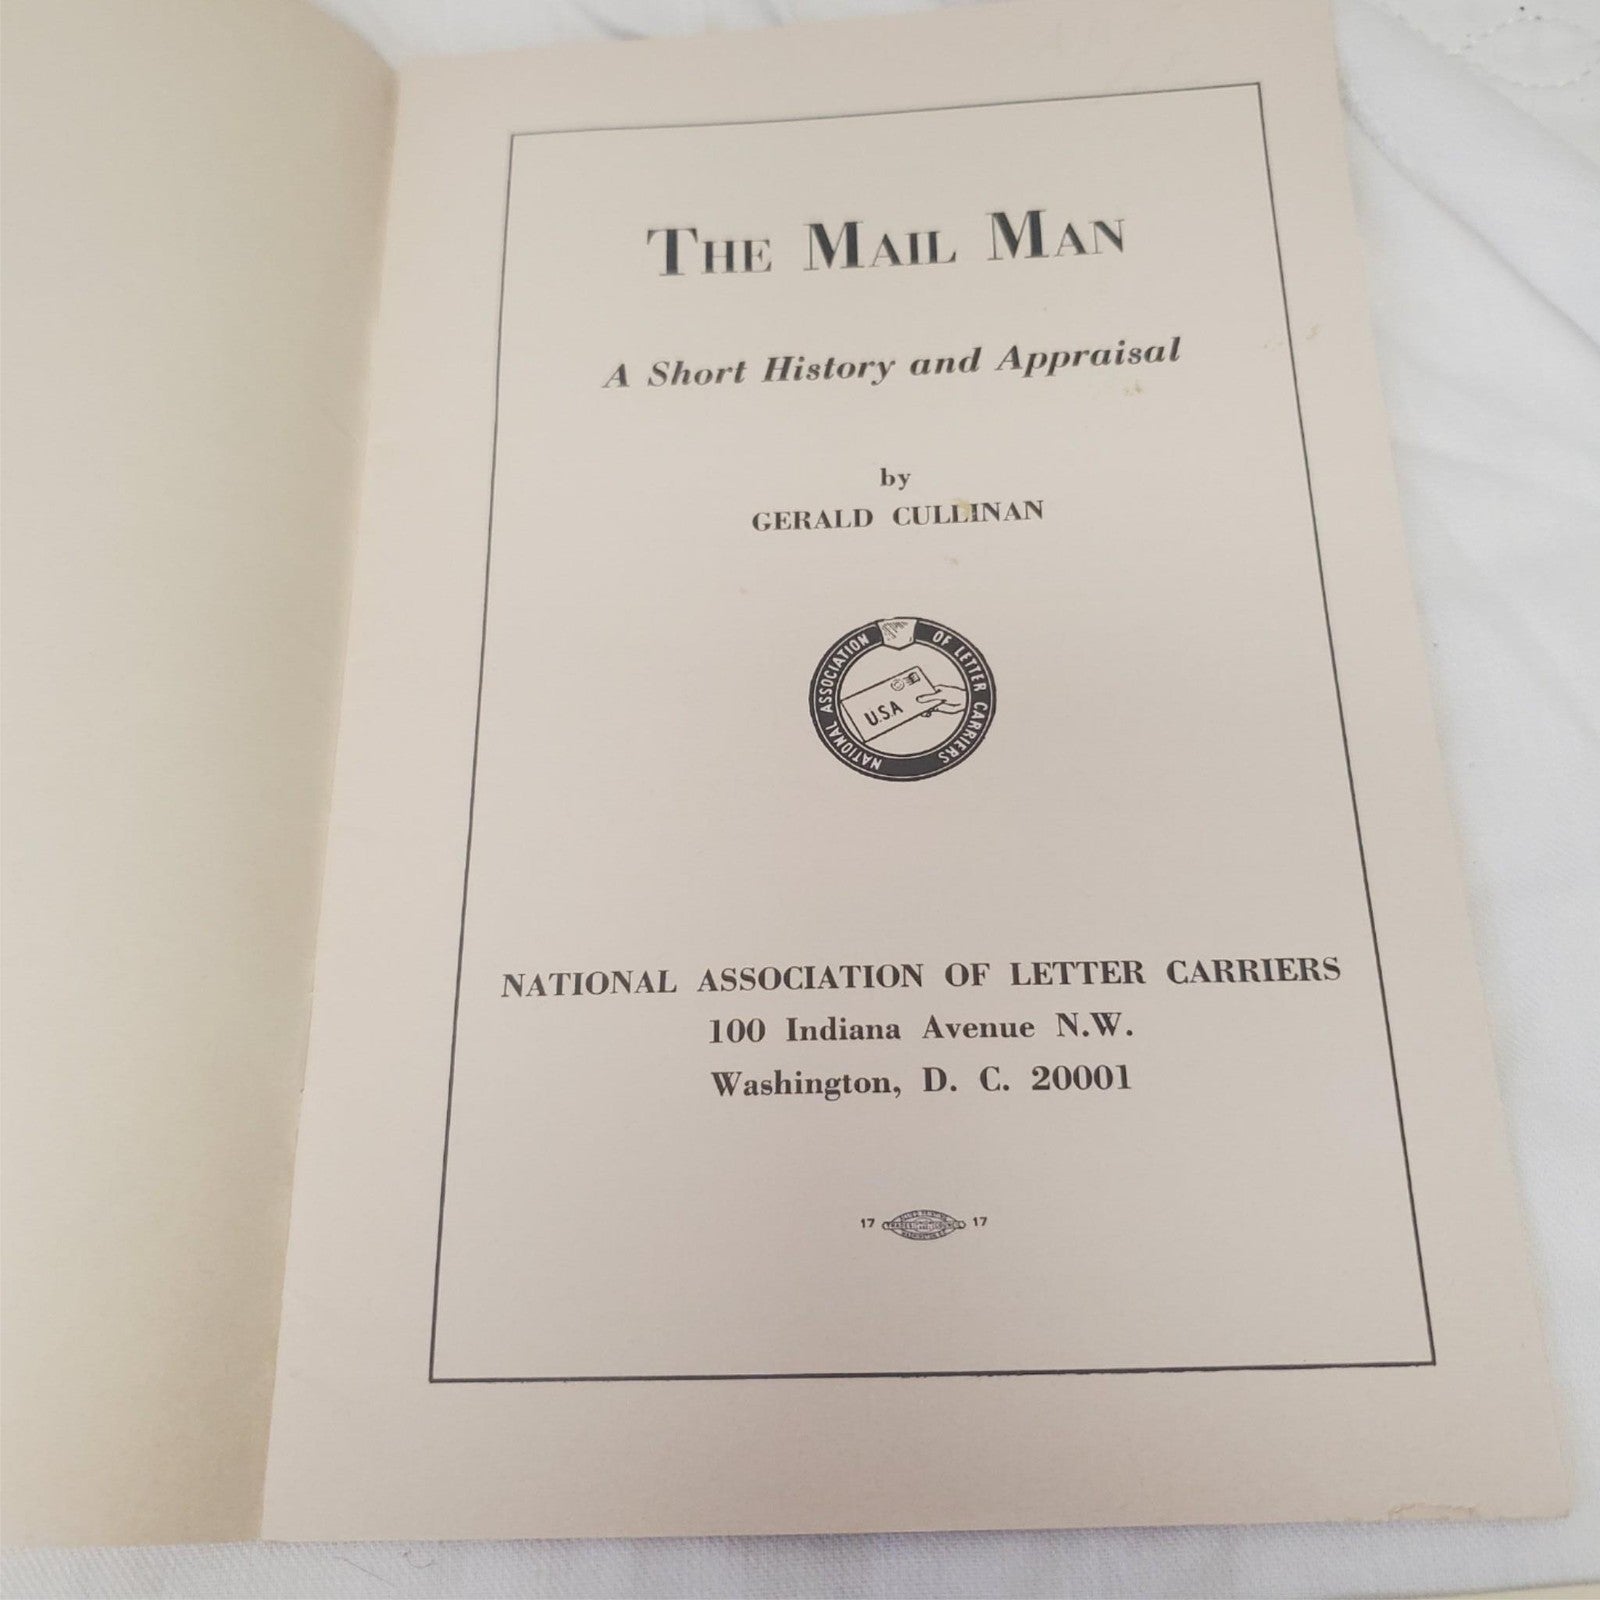 THE MAIL MAN
A Short History and Appraisal
by
GERALD CULLINAN
NATIONAL ASSOCIATION OF LETTER CARRIERS
U.S.A
NATIONAL ASSOCIATION OF LETTER CARRIERS
100 Indiana Avenue N.W.
Washington, D. C. 20001
17 17